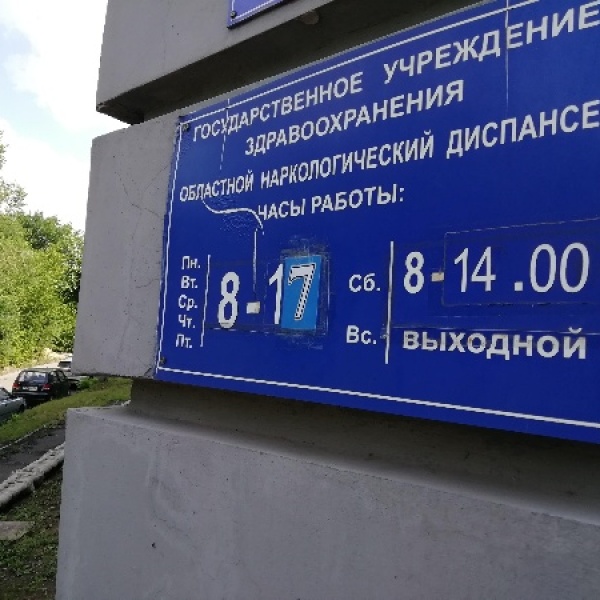 ГОСУДАРСТВЕННОЕ УЧРЕЖДЕНИЕ
ЗДРАВООХРАНЕНИЯ
ОБЛАСТНОЙ НАРКОЛОГИЧЕСКИЙ ДИСПАНСЕ
ЧАСЫ РАБОТЫ:
Пн.
Вт.
Ср.
Чт.
Пт.
8-17
Сб. 8-14.00
Вс. ВЫХОДНОЙ